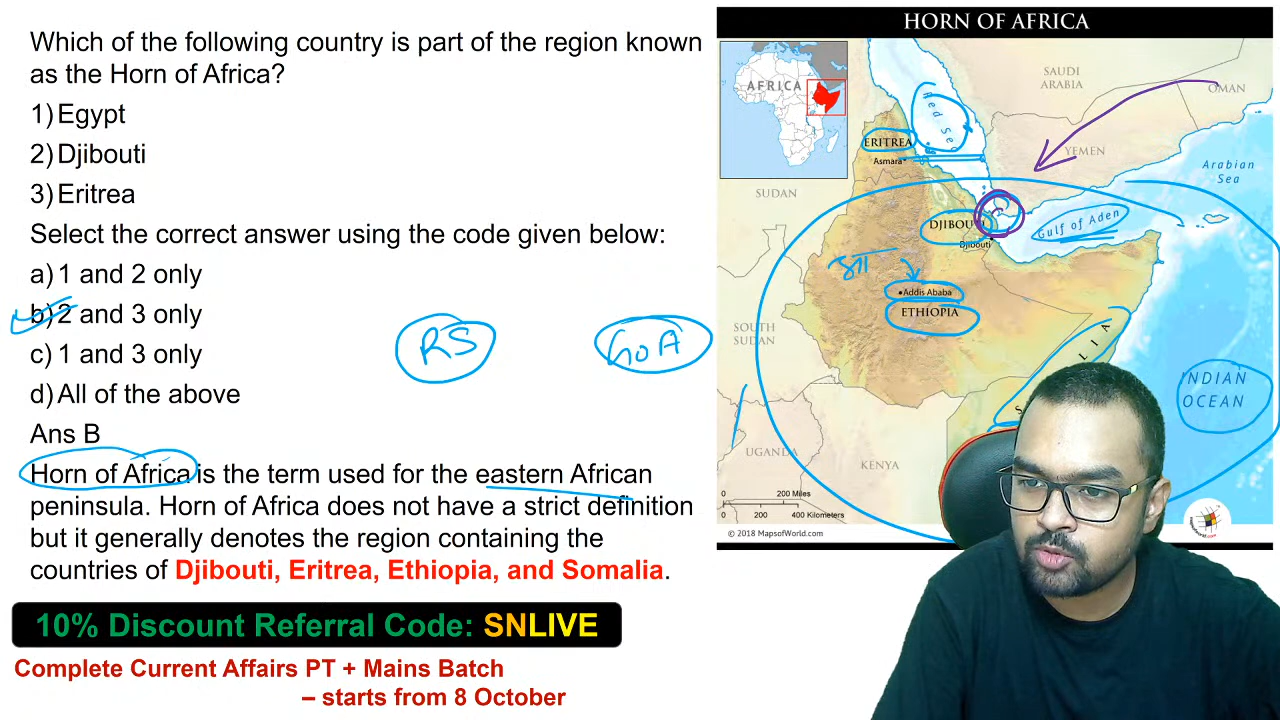 Which of the following country is part of the region known
as the Horn of Africa?
1) Egypt
2) Djibouti
3) Eritrea
Select the correct answer using the code given below:
a) 1 and 2 only
b) 2 and 3 only
c) 1 and 3 only
d) All of the above
Ans B
Horn of Africa is the term used for the eastern African
peninsula. Horn of Africa does not have a strict definition
but it generally denotes the region containing the
countries of Djibouti, Eritrea, Ethiopia, and Somalia.
RS
GoA
10% Discount Referral Code: SNLIVE
Complete Current Affairs PT + Mains Batch
– starts from 8 October
HORN OF AFRICA
AFRICA
SAUDI
ARABIA
OMAN
Red Sea
ERITREA
Asmara
YEMEN
Arabian
Sea
SUDAN
DJIBOU
Djibouti
Gulf of Aden
Addis Ababa
ETHIOPIA
SOUTH
SUDAN
L I A
INDIAN
OCEAN
UGANDA
KENYA
0 200 Miles
0 200 400 Kilometers
© 2018 MapsofWorld.com